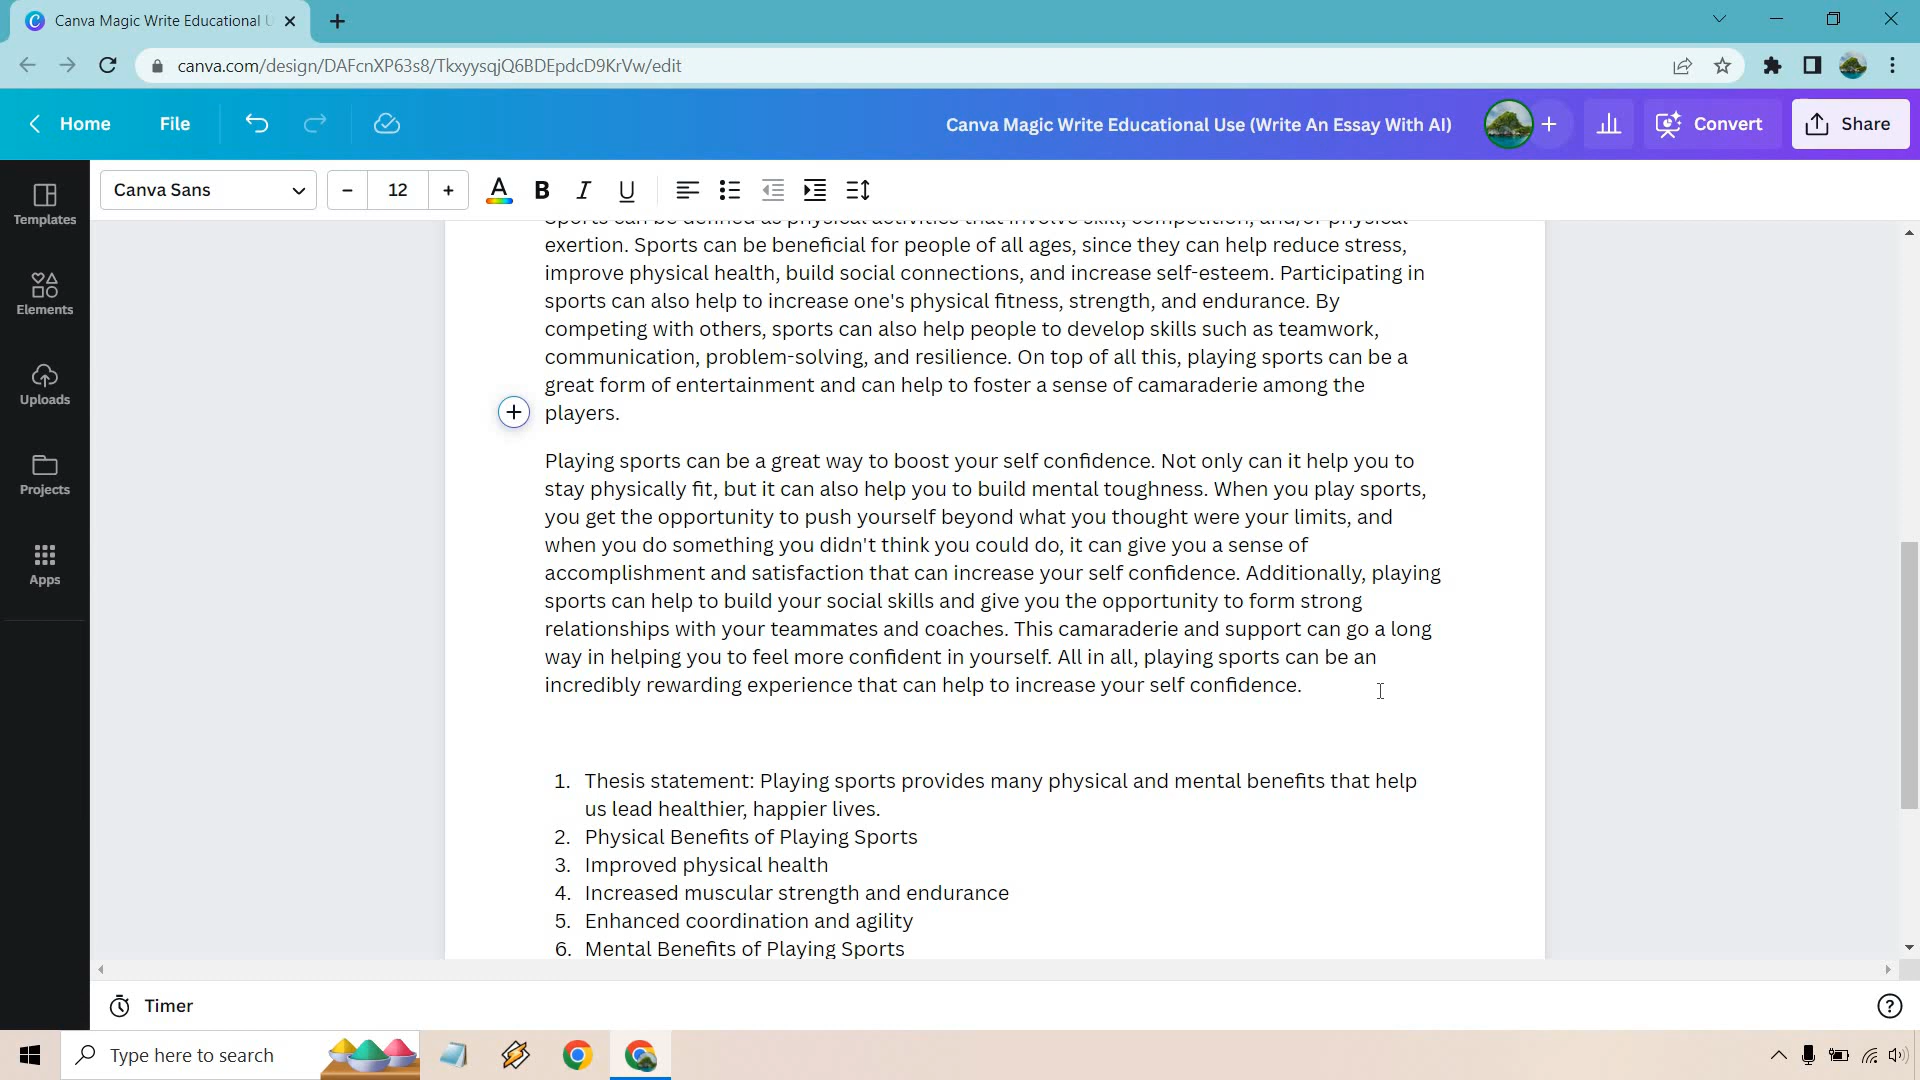 Canva Magic Write Educational U
canva.com/design/DAFcnXP63s8/TkxyysqjQ6BDEpdcD9KrVw/edit
Home
File
Canva Magic Write Educational Use (Write An Essay With AI)
Convert
Share
Canva Sans
12
Templates
Elements
Uploads
Projects
Apps
Sports can be defined as physical activities that involve skill, competition, and/or physical
exertion. Sports can be beneficial for people of all ages, since they can help reduce stress,
improve physical health, build social connections, and increase self-esteem. Participating in
sports can also help to increase one's physical fitness, strength, and endurance. By
competing with others, sports can also help people to develop skills such as teamwork,
communication, problem-solving, and resilience. On top of all this, playing sports can be a
great form of entertainment and can help to foster a sense of camaraderie among the
players.
Playing sports can be a great way to boost your self confidence. Not only can it help you to
stay physically fit, but it can also help you to build mental toughness. When you play sports,
you get the opportunity to push yourself beyond what you thought were your limits, and
when you do something you didn't think you could do, it can give you a sense of
accomplishment and satisfaction that can increase your self confidence. Additionally, playing
sports can help to build your social skills and give you the opportunity to form strong
relationships with your teammates and coaches. This camaraderie and support can go a long
way in helping you to feel more confident in yourself. All in all, playing sports can be an
incredibly rewarding experience that can help to increase your self confidence.
1. Thesis statement: Playing sports provides many physical and mental benefits that help
us lead healthier, happier lives.
2. Physical Benefits of Playing Sports
3. Improved physical health
4. Increased muscular strength and endurance
5. Enhanced coordination and agility
6. Mental Benefits of Playing Sports
Timer
Type here to search